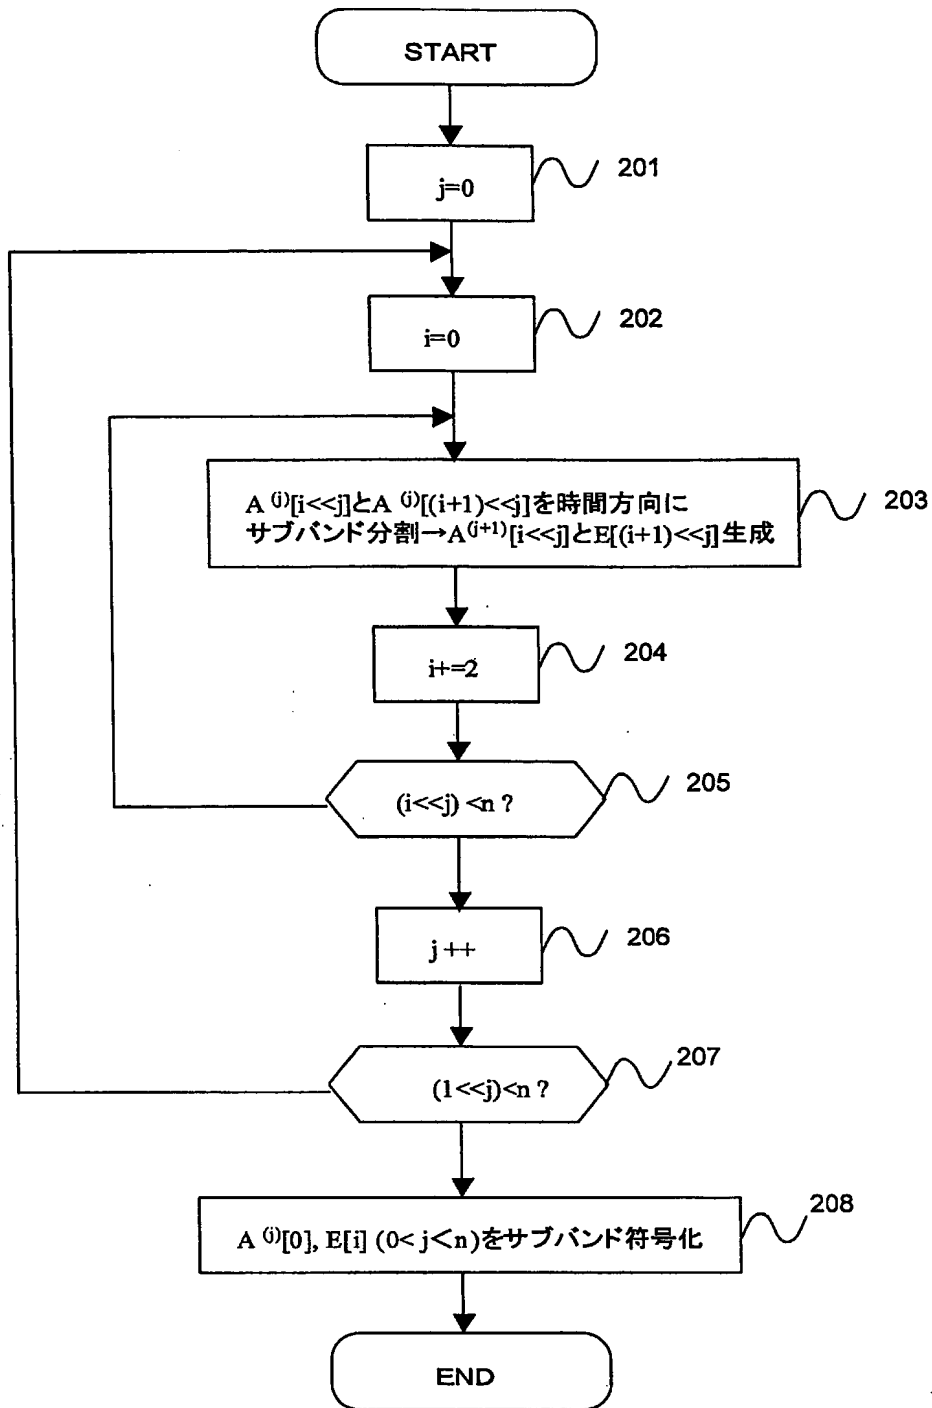 START
j=0
201
i=0
202
A⁽ʲ⁾[i<<j]とA⁽ʲ⁾[(i+1)<<j]を時間方向に
サブバンド分割→A⁽ʲ⁺¹⁾[i<<j]とE[(i+1)<<j]生成
203
i+=2
204
(i<<j) <n ?
205
j ++
206
(1<<j)<n ?
207
A⁽ʲ⁾[0], E[i] (0< j<n)をサブバンド符号化
208
END